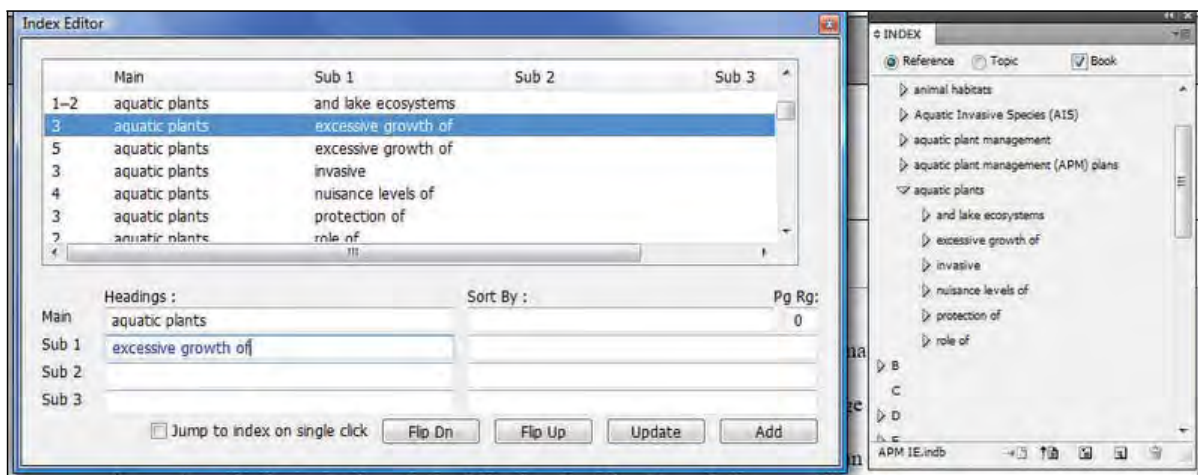 Index Editor
Main Sub 1 Sub 2 Sub 3
1–2 aquatic plants and lake ecosystems
3 aquatic plants excessive growth of
5 aquatic plants excessive growth of
3 aquatic plants invasive
4 aquatic plants nuisance levels of
3 aquatic plants protection of
2 aquatic plants role of
Headings : Sort By : Pg Rg:
Main aquatic plants 0
Sub 1 excessive growth of
Sub 2
Sub 3
Jump to index on single click Flip Dn Flip Up Update Add
INDEX
Reference Topic Book
animal habitats
Aquatic Invasive Species (AIS)
aquatic plant management
aquatic plant management (APM) plans
aquatic plants
and lake ecosystems
excessive growth of
invasive
nuisance levels of
protection of
role of
B
C
D
E
APM IE.indb